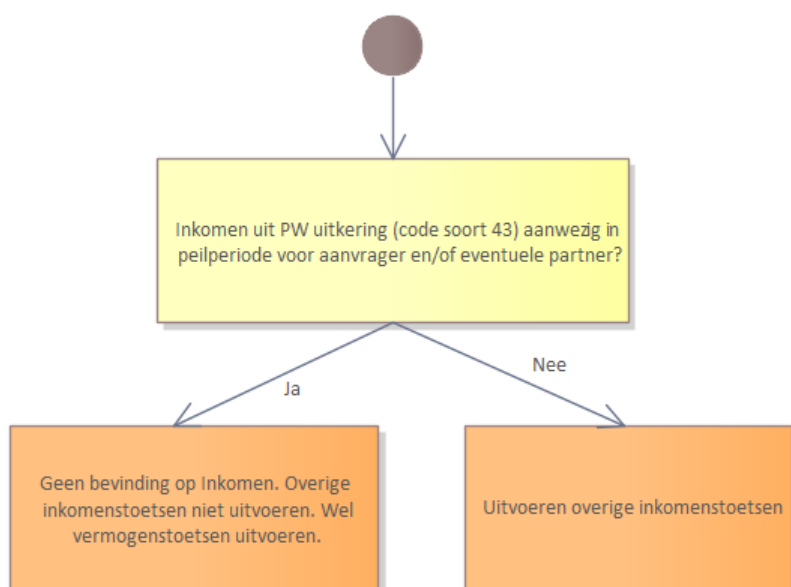 Inkomen uit PW uitkering (code soort 43) aanwezig in
peilperiode voor aanvrager en/of eventuele partner?
Ja
Nee
Geen bevinding op Inkomen. Overige
inkomenstoetsen niet uitvoeren. Wel
vermogenstoetsen uitvoeren.
Uitvoeren overige inkomenstoetsen